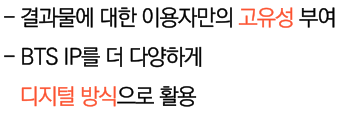 - 결과물에 대한 이용자만의 고유성 부여
- BTS IP를 더 다양하게
디지털 방식으로 활용